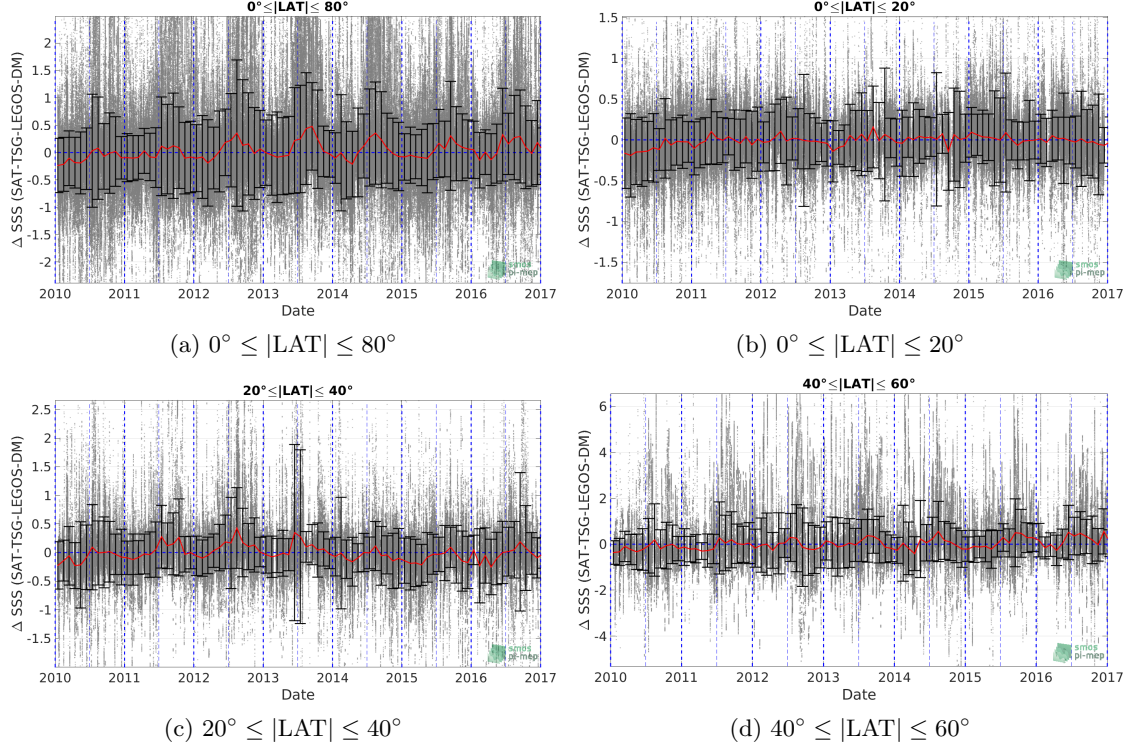 0°≤|LAT|≤ 80°
Δ SSS (SAT-TSG-LEGOS-DM)
2
1.5
1
0.5
0
-0.5
-1
-1.5
-2
smos
pi-mep
2010 2011 2012 2013 2014 2015 2016 2017
Date
(a) 0° ≤ |LAT| ≤ 80°
0°≤|LAT|≤ 20°
Δ SSS (SAT-TSG-LEGOS-DM)
1.5
1
0.5
0
-0.5
-1
-1.5
smos
pi-mep
2010 2011 2012 2013 2014 2015 2016 2017
Date
(b) 0° ≤ |LAT| ≤ 20°
20°≤|LAT|≤ 40°
Δ SSS (SAT-TSG-LEGOS-DM)
2.5
2
1.5
1
0.5
0
-0.5
-1
-1.5
smos
pi-mep
2010 2011 2012 2013 2014 2015 2016 2017
Date
(c) 20° ≤ |LAT| ≤ 40°
40°≤|LAT|≤ 60°
Δ SSS (SAT-TSG-LEGOS-DM)
6
4
2
0
-2
-4
smos
pi-mep
2010 2011 2012 2013 2014 2015 2016 2017
Date
(d) 40° ≤ |LAT| ≤ 60°